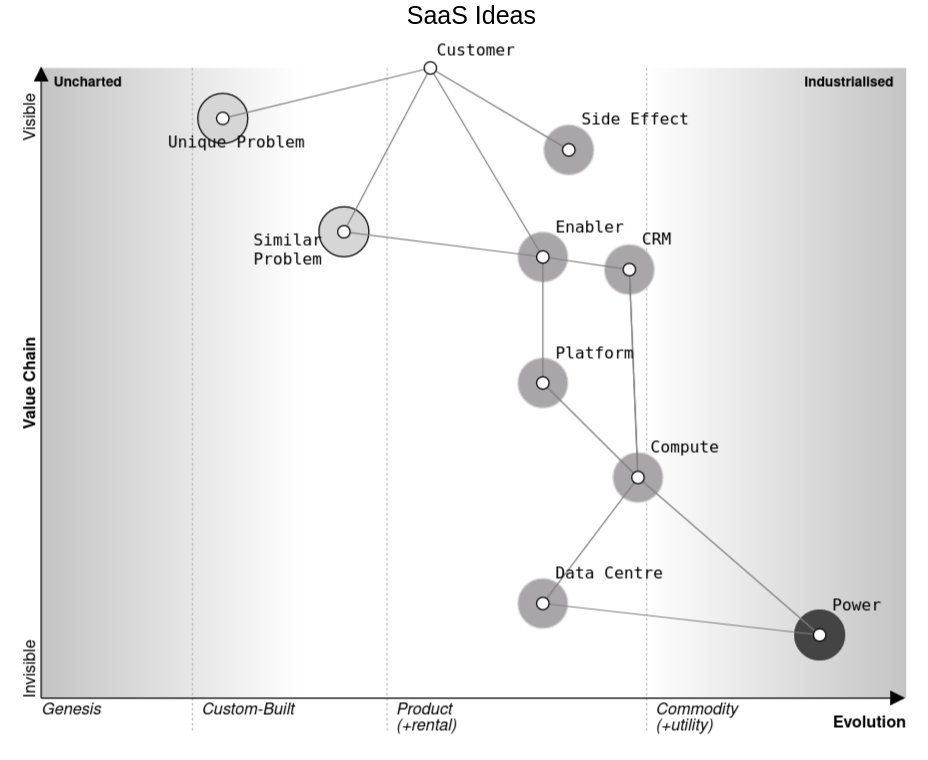 SaaS Ideas
Customer
Uncharted
Industrialised
Visible
Side Effect
Unique Problem
Enabler
CRM
Similar
Problem
Platform
Value Chain
Compute
Data Centre
Power
Invisible
Genesis
Custom-Built
Product
(+rental)
Commodity
(+utility)
Evolution